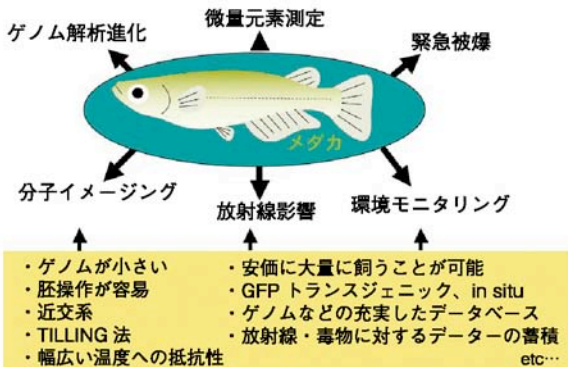 微量元素測定
ゲノム解析進化
緊急被爆
メダカ
分子イメージング
放射線影響
環境モニタリング
・ゲノムが小さい
・胚操作が容易
・近交系
・TILLING 法
・幅広い温度への抵抗性
・安価に大量に飼うことが可能
・GFP トランスジェニック、in situ
・ゲノムなどの充実したデータベース
・放射線・毒物に対するデーターの蓄積
etc…